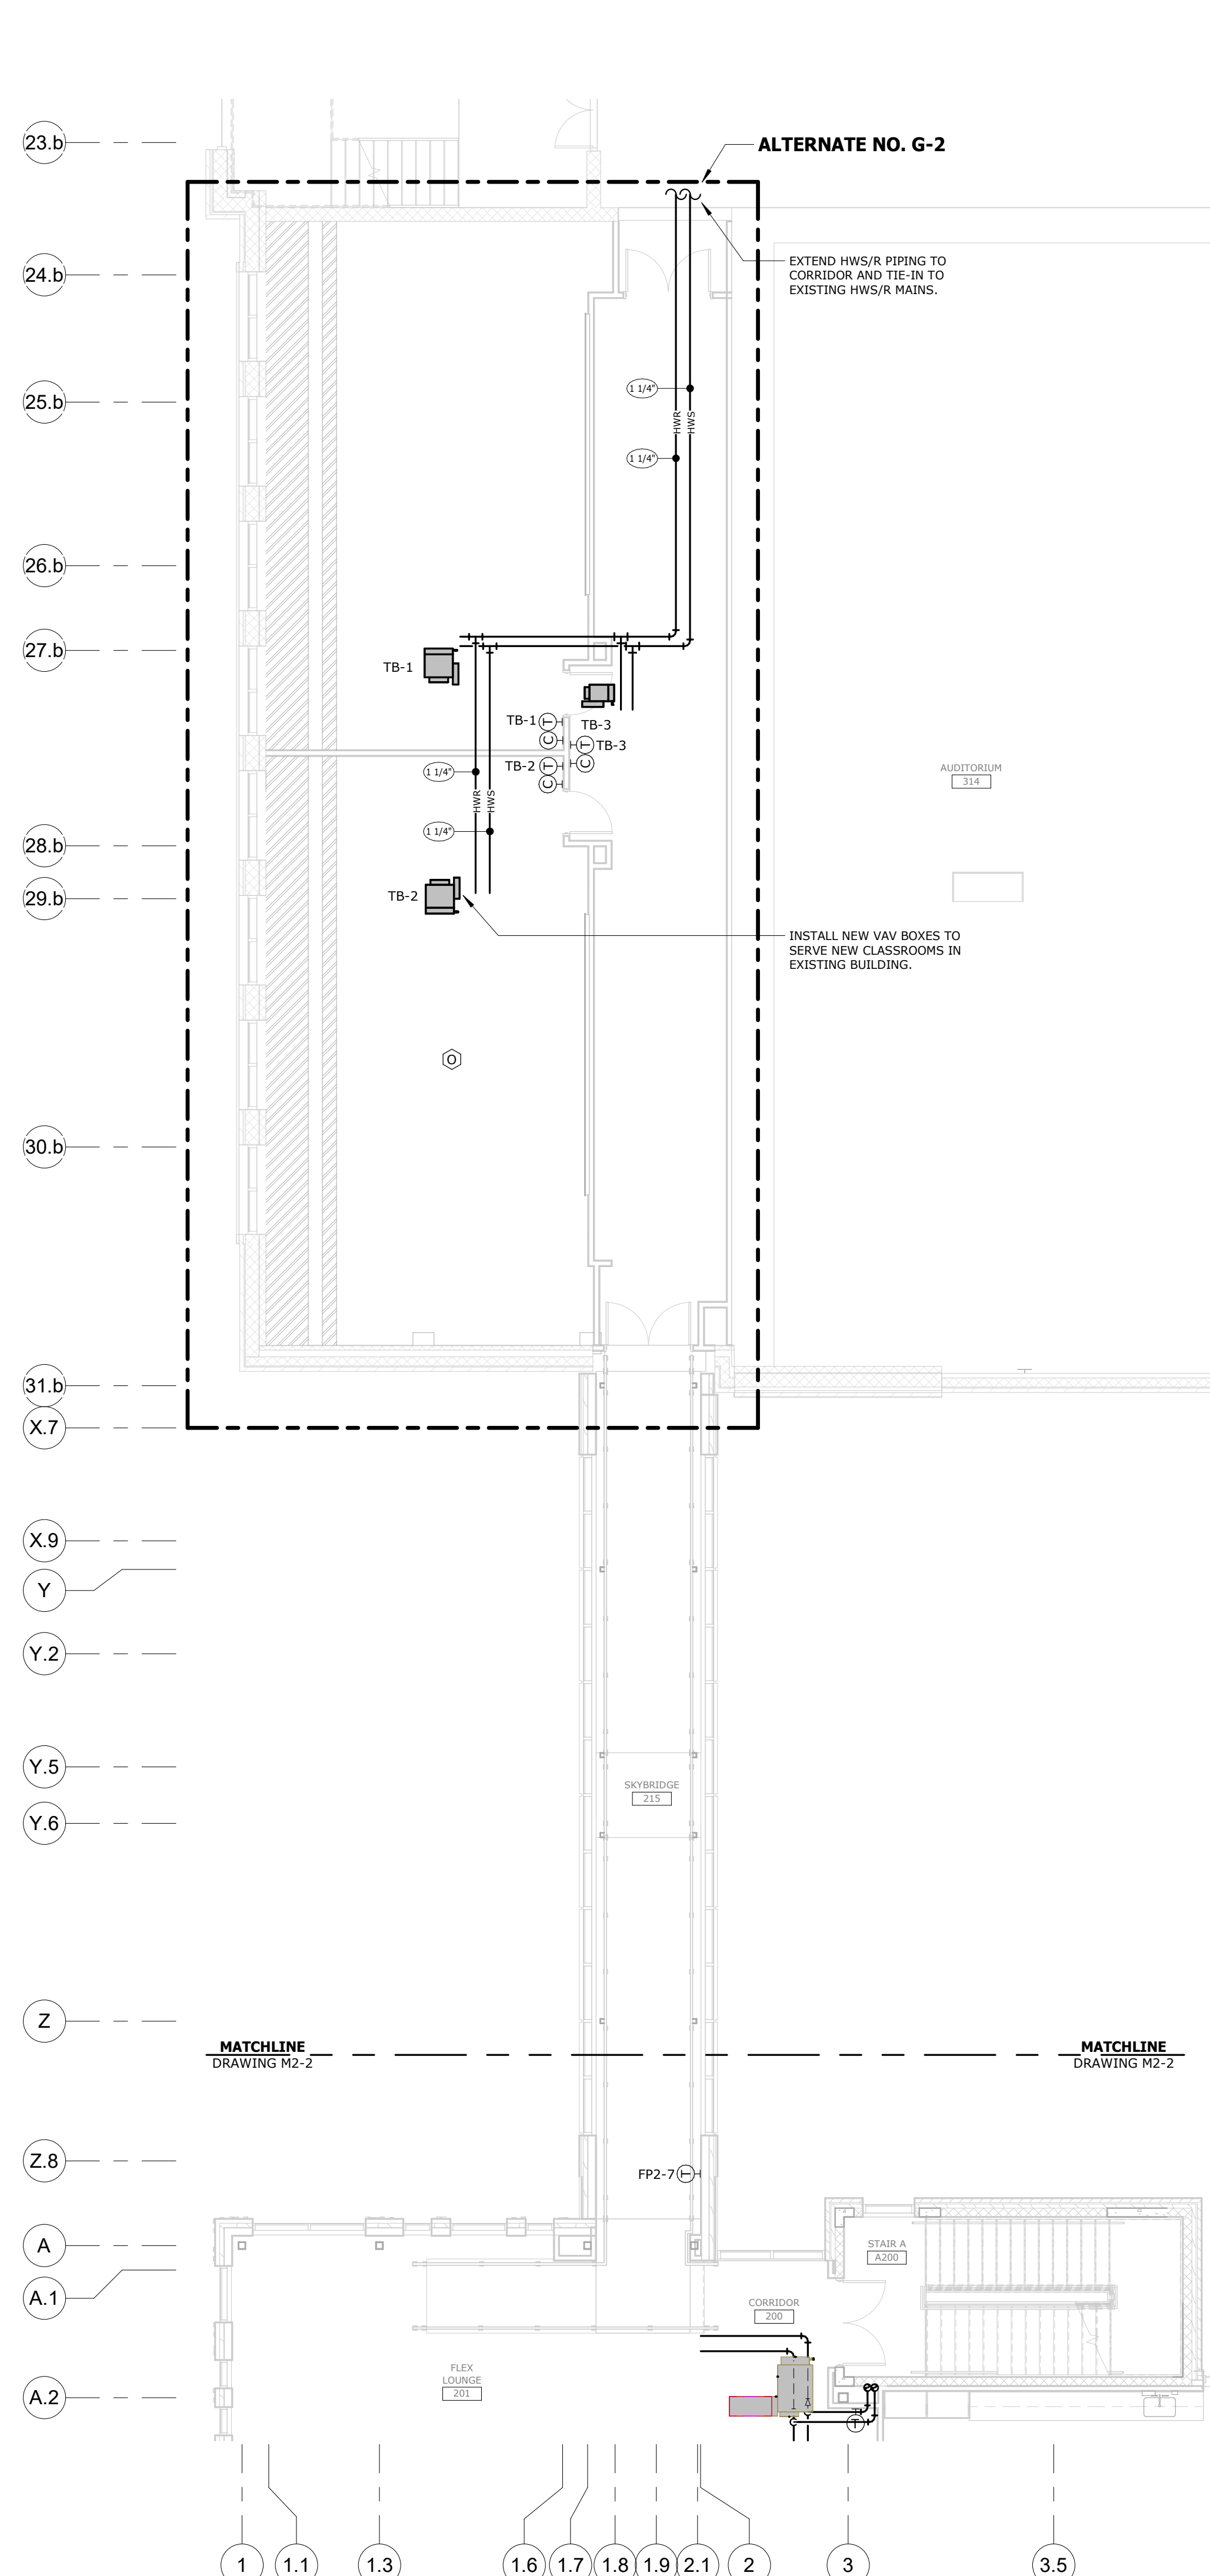 23.b
ALTERNATE NO. G-2
24.b
EXTEND HWS/R PIPING TO
CORRIDOR AND TIE-IN TO
EXISTING HWS/R MAINS.
25.b
1 1/4"
HWR
HWS
1 1/4"
26.b
27.b
TB-1
TB-1
T
C
TB-3
T
TB-3
C
TB-2
T
C
AUDITORIUM
314
1 1/4"
HWR
HWS
1 1/4"
28.b
29.b
TB-2
INSTALL NEW VAV BOXES TO
SERVE NEW CLASSROOMS IN
EXISTING BUILDING.
O
30.b
31.b
X.7
X.9
Y
Y.2
Y.5
SKYBRIDGE
215
Y.6
Z
MATCHLINE
DRAWING M2-2
MATCHLINE
DRAWING M2-2
Z.8
FP2-7
T
A
STAIR A
A200
A.1
CORRIDOR
200
FLEX
LOUNGE
201
A.2
T
1
1.1
1.3
1.6
1.7
1.8
1.9
2.1
2
3
3.5